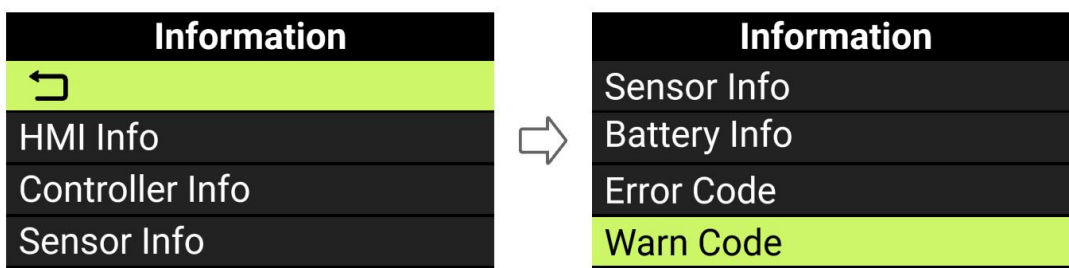 Information
HMI Info
Controller Info
Sensor Info
Information
Sensor Info
Battery Info
Error Code
Warn Code